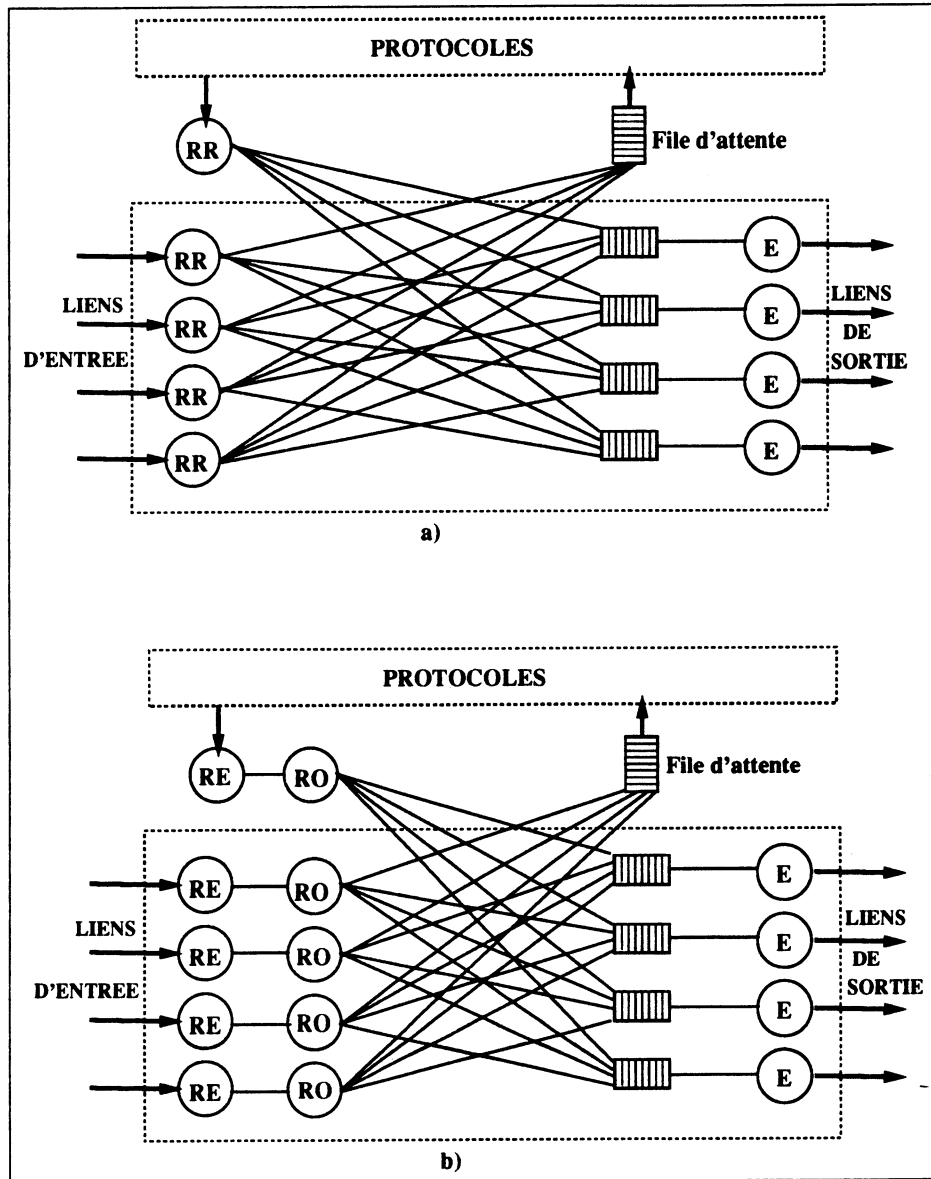 PROTOCOLES
RR
File d'attente
RR
E
LIENS
RR
E
LIENS
DE
D'ENTREE
RR
E
SORTIE
RR
E
a)
PROTOCOLES
RE
RO
File d'attente
RE
RO
E
LIENS
RE
RO
E
LIENS
DE
D'ENTREE
RE
RO
E
SORTIE
RE
RO
E
b)